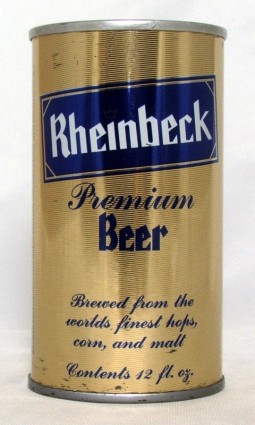 Rheinbeck
Premium
Beer
Brewed from the
worlds finest hops,
corn, and malt
Contents 12 fl. oz.